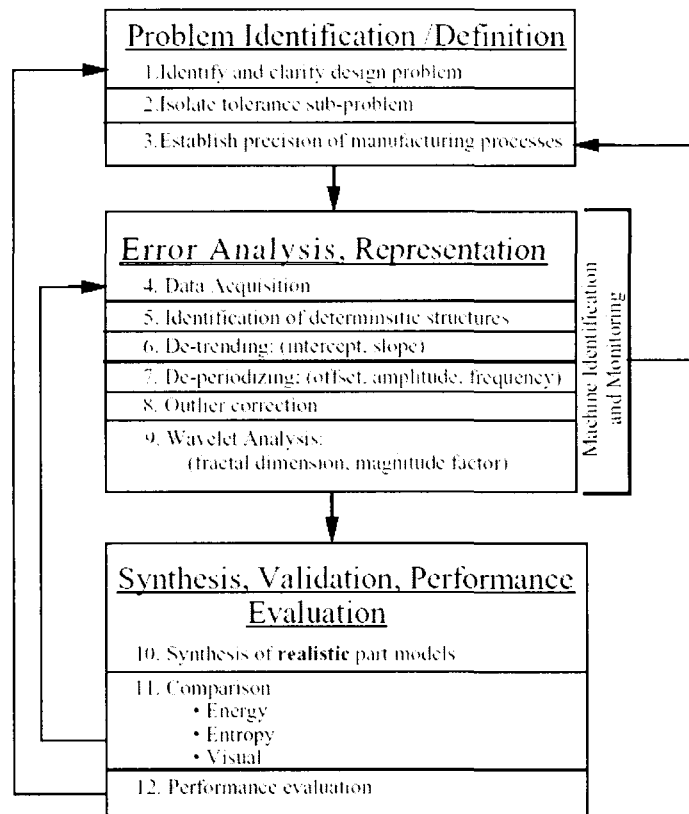 Problem Identification /Definition
1.Identify and clarity design problem
2.Isolate tolerance sub-problem
3.Establish precision of manufacturing processes
Error Analysis, Representation
4. Data Acquisition
5. Identification of determinsitic structures
6. De-trending: (intercept, slope)
7. De-periodizing: (offset, amplitude, frequency)
8. Outlier correction
9. Wavelet Analysis:
(fractal dimension, magnitude factor)
Machine Identification
and Monitoring
Synthesis, Validation, Performance
Evaluation
10. Synthesis of realistic part models
11. Comparison
• Energy
• Entropy
• Visual
12. Performance evaluation